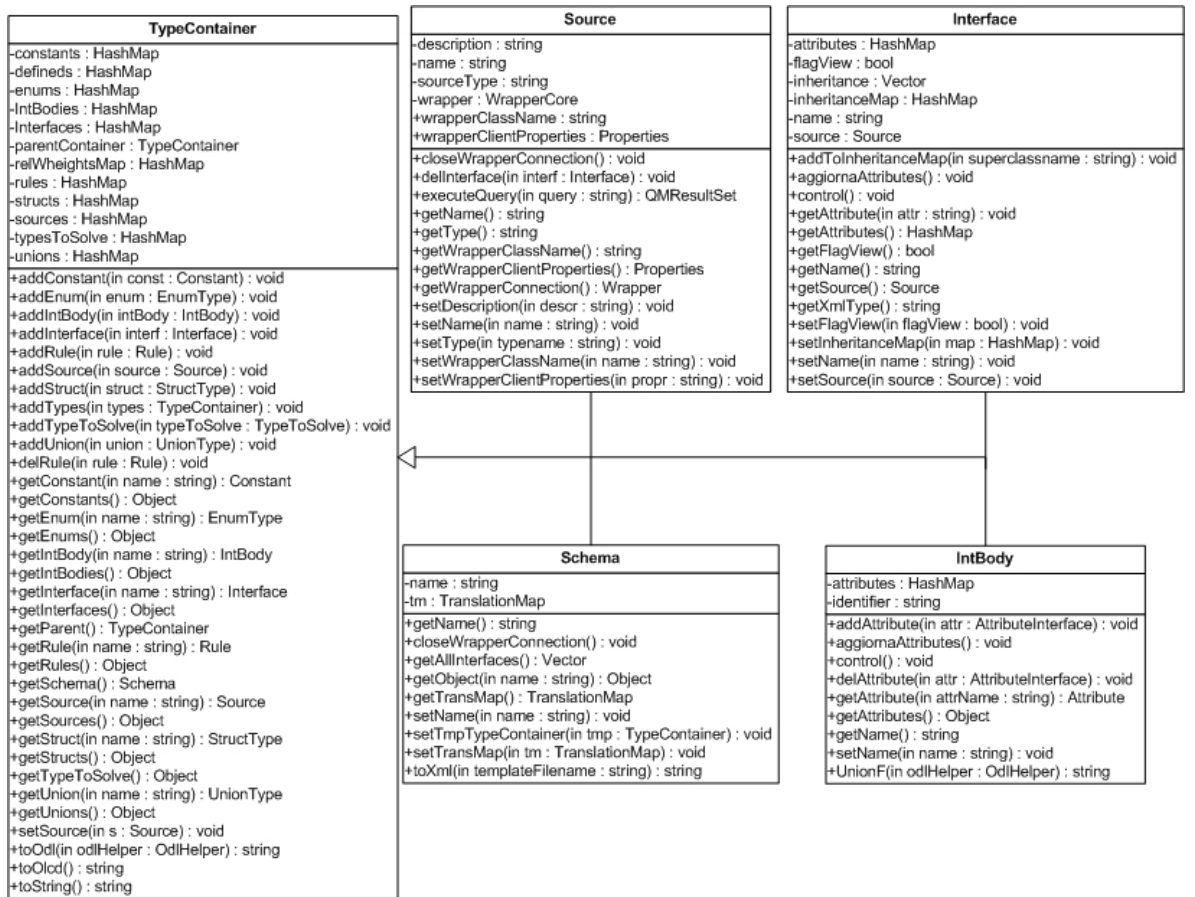 TypeContainer
-constants : HashMap
-defineds : HashMap
-enums : HashMap
-IntBodies : HashMap
-Interfaces : HashMap
-parentContainer : TypeContainer
-relWheightsMap : HashMap
-rules : HashMap
-structs : HashMap
-sources : HashMap
-typesToSolve : HashMap
-unions : HashMap
+addConstant(in const : Constant) : void
+addEnum(in enum : EnumType) : void
+addIntBody(in intBody : IntBody) : void
+addInterface(in interf : Interface) : void
+addRule(in rule : Rule) : void
+addSource(in source : Source) : void
+addStruct(in struct : StructType) : void
+addTypes(in types : TypeContainer) : void
+addTypeToSolve(in typeToSolve : TypeToSolve) : void
+addUnion(in union : UnionType) : void
+delRule(in rule : Rule) : void
+getConstant(in name : string) : Constant
+getConstants() : Object
+getEnum(in name : string) : EnumType
+getEnums() : Object
+getIntBody(in name : string) : IntBody
+getIntBodies() : Object
+getInterface(in name : string) : Interface
+getInterfaces() : Object
+getParent() : TypeContainer
+getRule(in name : string) : Rule
+getRules() : Object
+getSchema() : Schema
+getSource(in name : string) : Source
+getSources() : Object
+getStruct(in name : string) : StructType
+getStructs() : Object
+getTypeToSolve() : Object
+getUnion(in name : string) : UnionType
+getUnions() : Object
+setSource(in s : Source) : void
+toOdl(in odlHelper : OdlHelper) : string
+toOlcd() : string
+toString() : string
Source
-description : string
-name : string
-sourceType : string
-wrapper : WrapperCore
+wrapperClassName : string
+wrapperClientProperties : Properties
+closeWrapperConnection() : void
+delInterface(in interf : Interface) : void
+executeQuery(in query : string) : QMResultSet
+getName() : string
+getType() : string
+getWrapperClassName() : string
+getWrapperClientProperties() : Properties
+getWrapperConnection() : Wrapper
+setDescription(in descr : string) : void
+setName(in name : string) : void
+setType(in typename : string) : void
+setWrapperClassName(in name : string) : void
+setWrapperClientProperties(in propr : string) : void
Interface
-attributes : HashMap
-flagView : bool
-inheritance : Vector
-inheritanceMap : HashMap
-name : string
-source : Source
+addToInheritanceMap(in superclassname : string) : void
+aggiornaAttributes() : void
+control() : void
+getAttribute(in attr : string) : void
+getAttributes() : HashMap
+getFlagView() : bool
+getName() : string
+getSource() : Source
+getXmlType() : string
+setFlagView(in flagView : bool) : void
+setInheritanceMap(in map : HashMap) : void
+setName(in name : string) : void
+setSource(in source : Source) : void
Schema
-name : string
-tm : TranslationMap
+getName() : string
+closeWrapperConnection() : void
+getAllInterfaces() : Vector
+getObject(in name : string) : Object
+getTransMap() : TranslationMap
+setName(in name : string) : void
+setTmpTypeContainer(in tmp : TypeContainer) : void
+setTransMap(in tm : TranslationMap) : void
+toXml(in templateFilename : string) : string
IntBody
-attributes : HashMap
-identifier : string
+addAttribute(in attr : AttributeInterface) : void
+aggiornaAttributes() : void
+control() : void
+delAttribute(in attr : AttributeInterface) : void
+getAttribute(in attrName : string) : Attribute
+getAttributes() : Object
+getName() : string
+setName(in name : string) : void
+UnionF(in odlHelper : OdlHelper) : string